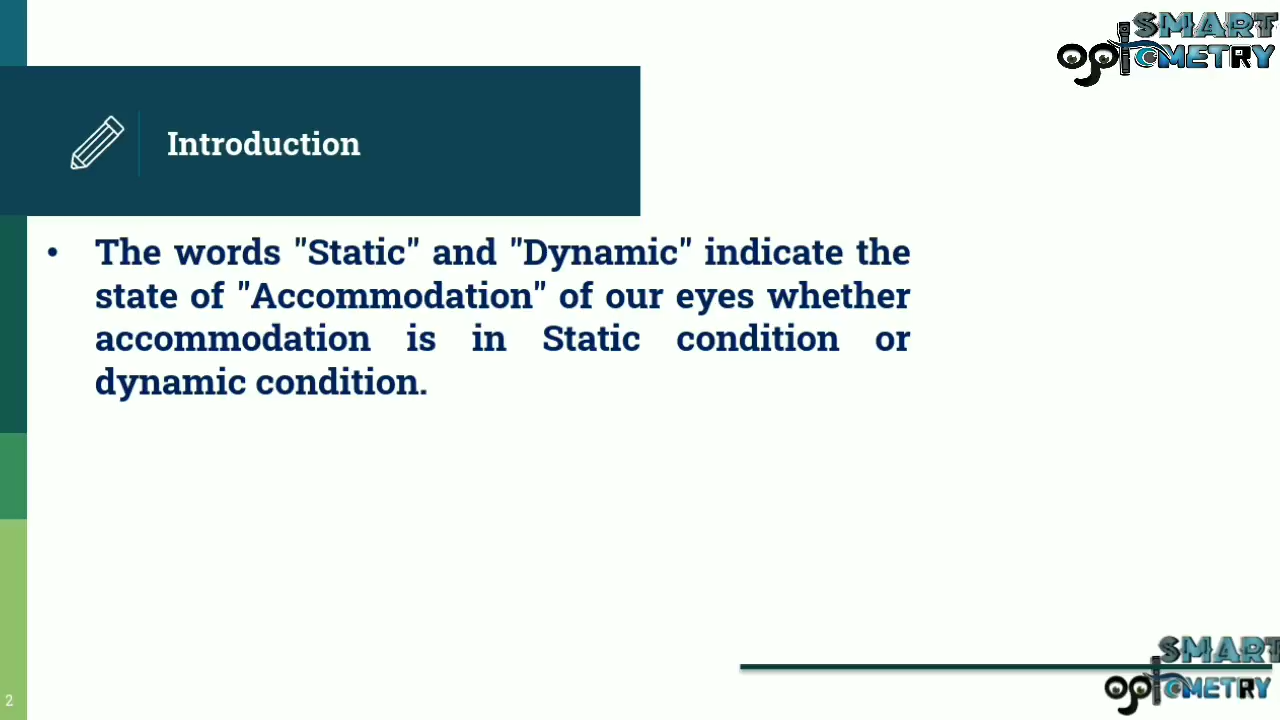 SMART
OptOMETRY
Introduction
• The words "Static" and "Dynamic" indicate the
state of "Accommodation" of our eyes whether
accommodation is in Static condition or
dynamic condition.
SMART
OptOMETRY
2